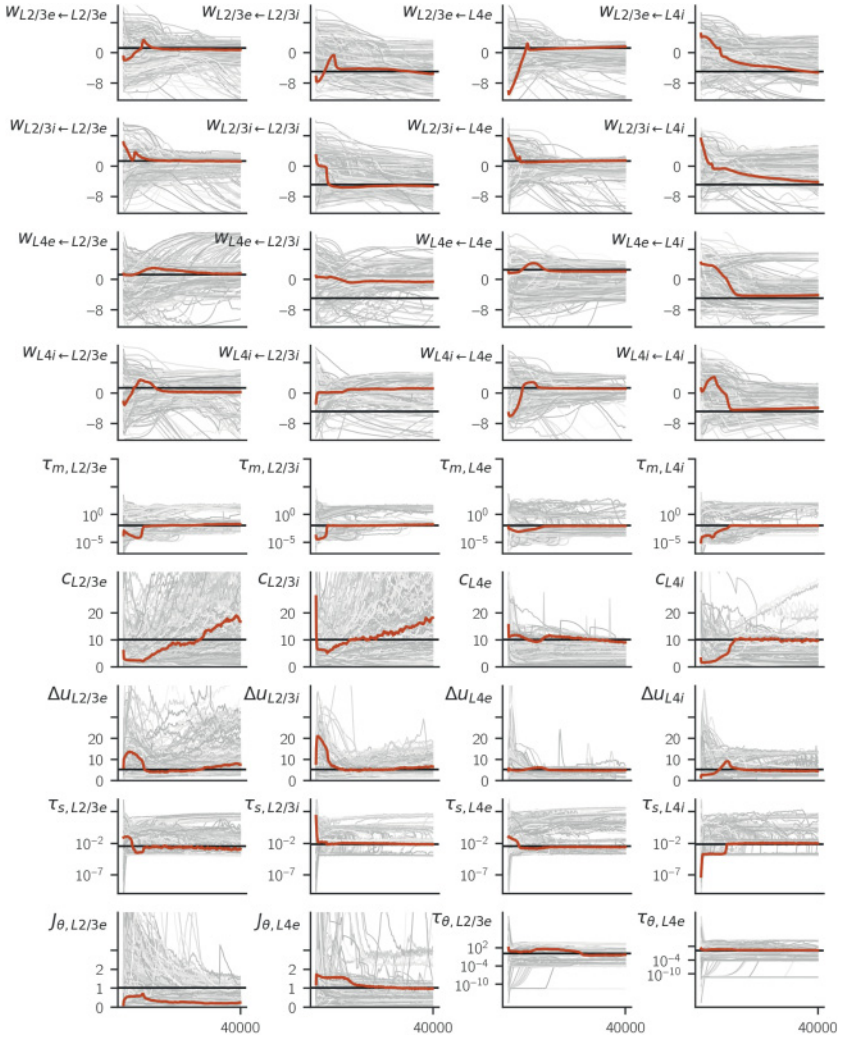 w_{L2/3e←L2/3e} w_{L2/3e←L2/3i} w_{L2/3e←L4e} w_{L2/3e←L4i}
0 0 0 0
−8 −8 −8 −8
w_{L2/3i←L2/3e} w_{L2/3i←L2/3i} w_{L2/3i←L4e} w_{L2/3i←L4i}
0 0 0 0
−8 −8 −8 −8
w_{L4e←L2/3e} w_{L4e←L2/3i} w_{L4e←L4e} w_{L4e←L4i}
0 0 0 0
−8 −8 −8 −8
w_{L4i←L2/3e} w_{L4i←L2/3i} w_{L4i←L4e} w_{L4i←L4i}
0 0 0 0
−8 −8 −8 −8
τ_{m,L2/3e} τ_{m,L2/3i} τ_{m,L4e} τ_{m,L4i}
10^0 10^0 10^0 10^0
10^{−5} 10^{−5} 10^{−5} 10^{−5}
c_{L2/3e} c_{L2/3i} c_{L4e} c_{L4i}
20 20 20 20
10 10 10 10
0 0 0 0
Δu_{L2/3e} Δu_{L2/3i} Δu_{L4e} Δu_{L4i}
20 20 20 20
10 10 10 10
0 0 0 0
τ_{s,L2/3e} τ_{s,L2/3i} τ_{s,L4e} τ_{s,L4i}
10^{−2} 10^{−2} 10^{−2} 10^{−2}
10^{−7} 10^{−7} 10^{−7} 10^{−7}
J_{θ,L2/3e} J_{θ,L4e} τ_{θ,L2/3e} τ_{θ,L4e}
2 2 10^2 10^2
1 1 10^{−4} 10^{−4}
0 0 10^{−10} 10^{−10}
40000 40000 40000 40000